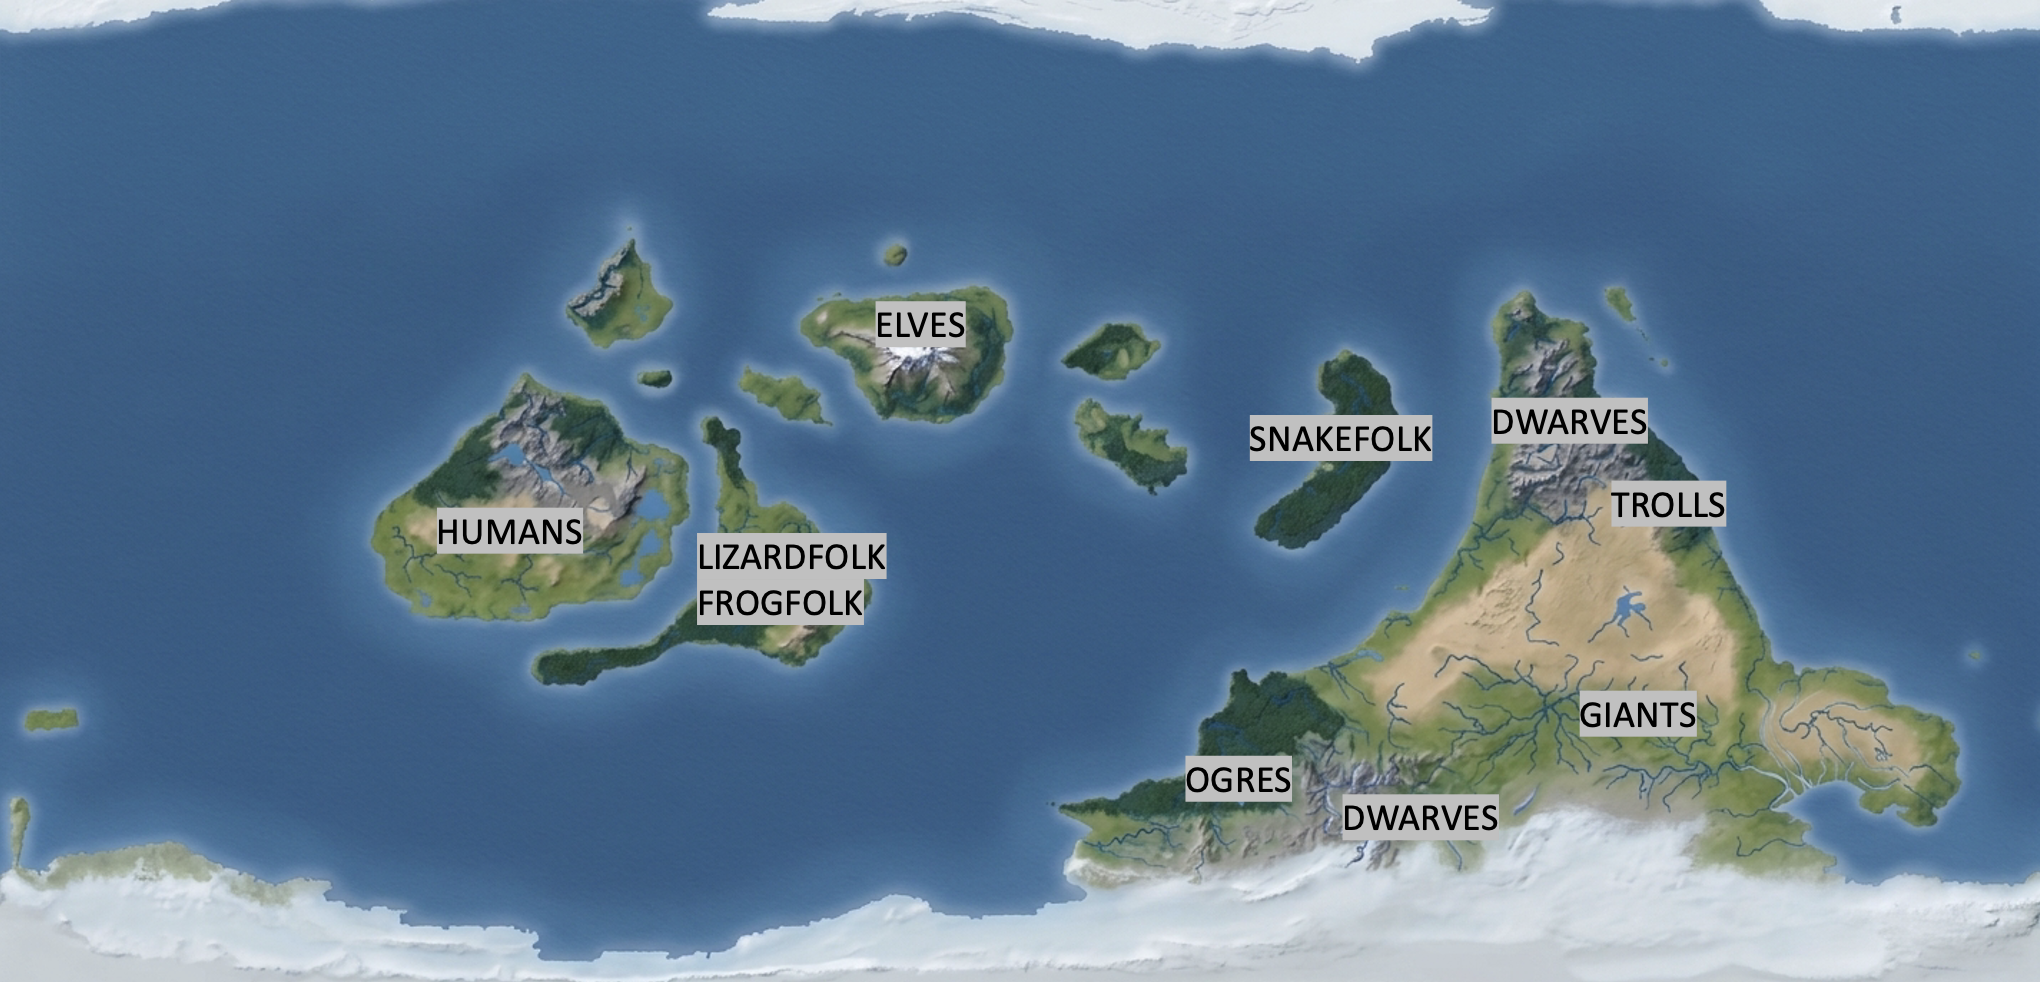 ELVES
DWARVES
SNAKEFOLK
TROLLS
HUMANS
LIZARDFOLK
FROGFOLK
GIANTS
OGRES
DWARVES